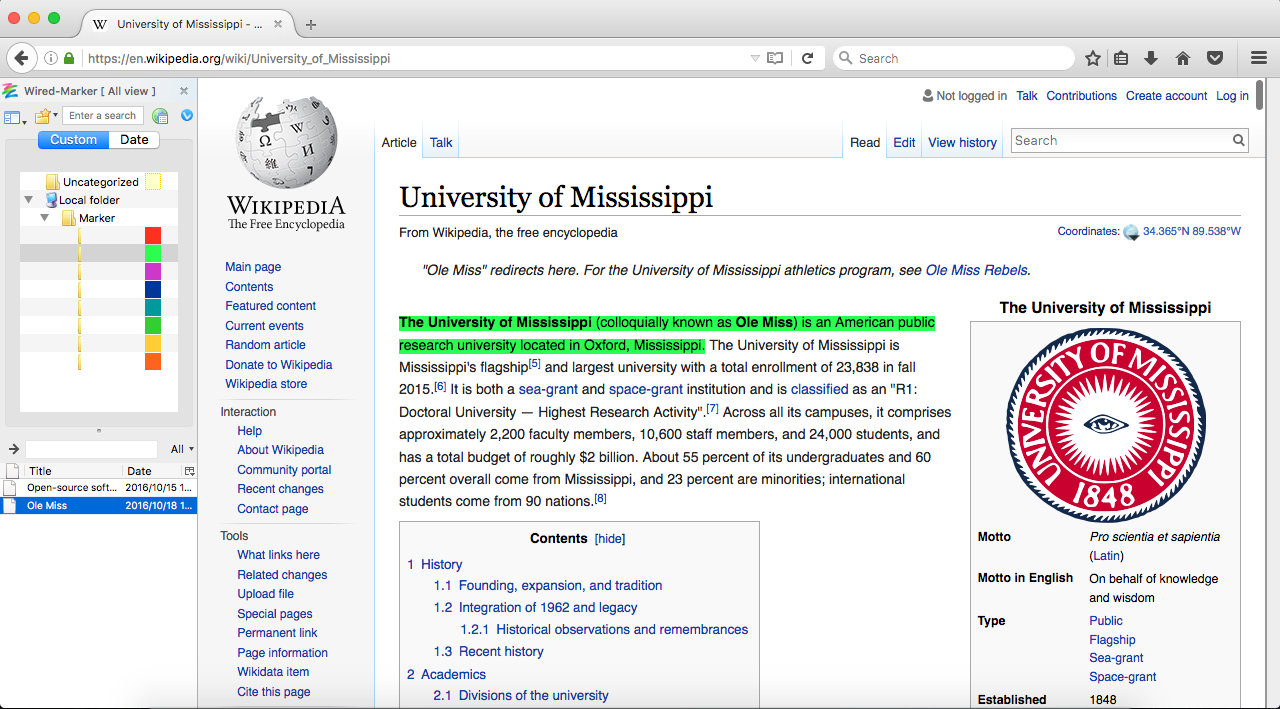 University of Mississippi - ...
https://en.wikipedia.org/wiki/University_of_Mississippi
Search
Wired-Marker [ All view ]
Enter a search
Custom
Date
Uncategorized
Local folder
Marker
All
Title
Date
Open-source soft...
2016/10/15 1...
Ole Miss
2016/10/18 1...
WIKIPEDIA
The Free Encyclopedia
Main page
Contents
Featured content
Current events
Random article
Donate to Wikipedia
Wikipedia store
Interaction
Help
About Wikipedia
Community portal
Recent changes
Contact page
Tools
What links here
Related changes
Upload file
Special pages
Permanent link
Page information
Wikidata item
Cite this page
Not logged in Talk Contributions Create account Log in
Article Talk
Read Edit View history
Search
University of Mississippi
From Wikipedia, the free encyclopedia
Coordinates: 34.365°N 89.538°W
"Ole Miss" redirects here. For the University of Mississippi athletics program, see Ole Miss Rebels.
The University of Mississippi (colloquially known as Ole Miss) is an American public
research university located in Oxford, Mississippi. The University of Mississippi is
Mississippi's flagship[5] and largest university with a total enrollment of 23,838 in fall
2015.[6] It is both a sea-grant and space-grant institution and is classified as an "R1:
Doctoral University — Highest Research Activity".[7] Across all its campuses, it comprises
approximately 2,200 faculty members, 10,600 staff members, and 24,000 students, and
has a total budget of roughly $2 billion. About 55 percent of its undergraduates and 60
percent overall come from Mississippi, and 23 percent are minorities; international
students come from 90 nations.[8]
Contents [hide]
1 History
1.1 Founding, expansion, and tradition
1.2 Integration of 1962 and legacy
1.2.1 Historical observations and remembrances
1.3 Recent history
2 Academics
2.1 Divisions of the university
The University of Mississippi
UNIVERSITY OF MISSISSIPPI
1848
Motto
Pro scientia et sapientia
(Latin)
Motto in English
On behalf of knowledge
and wisdom
Type
Public
Flagship
Sea-grant
Space-grant
Established
1848